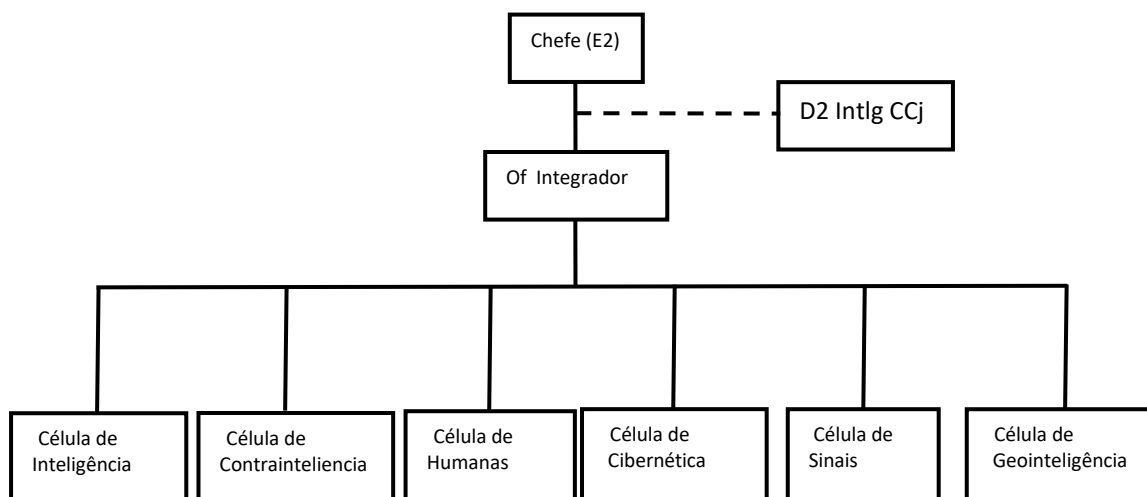 Chefe (E2)
D2 Intlg CCj
Of Integrador
Célula de
Inteligência
Célula de
Contrainteliencia
Célula de
Humanas
Célula de
Cibernética
Célula de
Sinais
Célula de
Geointeligência